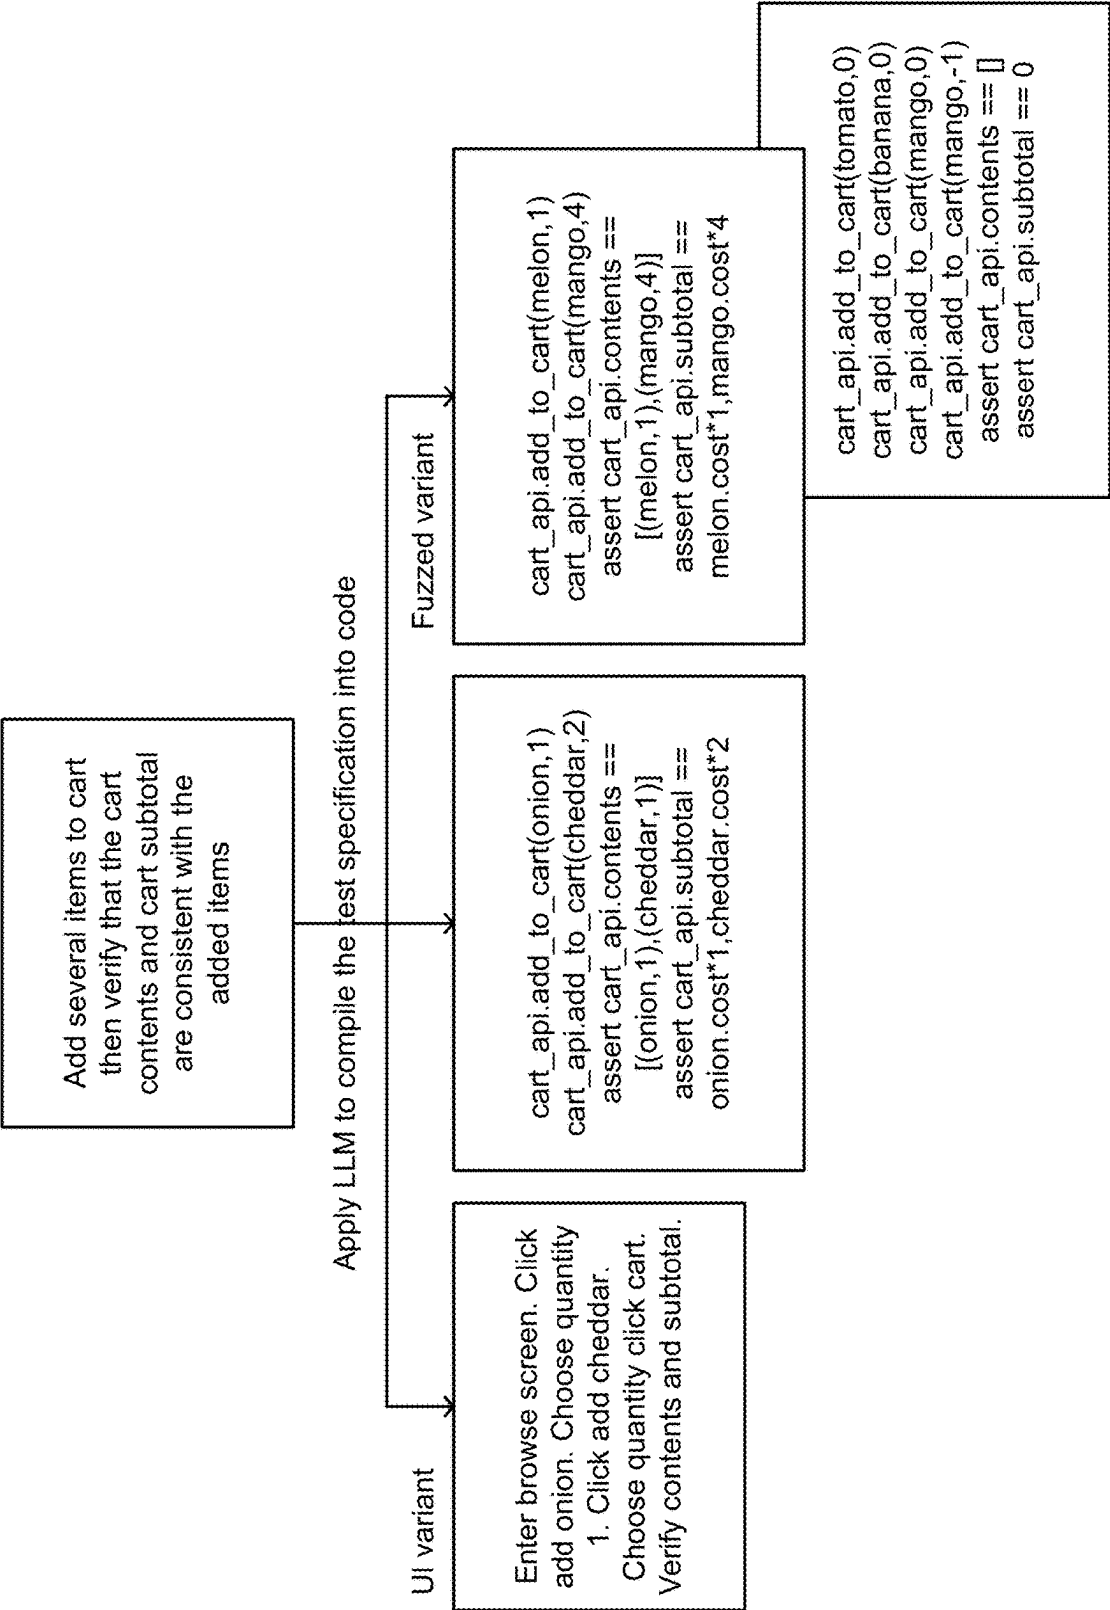 Add several items to cart
then verify that the cart
contents and cart subtotal
are consistent with the
added items
Apply LLM to compile the test specification into code
UI variant
Enter browse screen. Click
add onion. Choose quantity
1. Click add cheddar.
Choose quantity click cart.
Verify contents and subtotal.
cart_api.add_to_cart(onion,1)
cart_api.add_to_cart(cheddar,2)
assert cart_api.contents ==
[(onion,1),(cheddar,1)]
assert cart_api.subtotal ==
onion.cost*1,cheddar.cost*2
Fuzzed variant
cart_api.add_to_cart(melon,1)
cart_api.add_to_cart(mango,4)
assert cart_api.contents ==
[(melon,1),(mango,4)]
assert cart_api.subtotal ==
melon.cost*1,mango.cost*4
cart_api.add_to_cart(tomato,0)
cart_api.add_to_cart(banana,0)
cart_api.add_to_cart(mango,0)
cart_api.add_to_cart(mango,-1)
assert cart_api.contents == []
assert cart_api.subtotal == 0